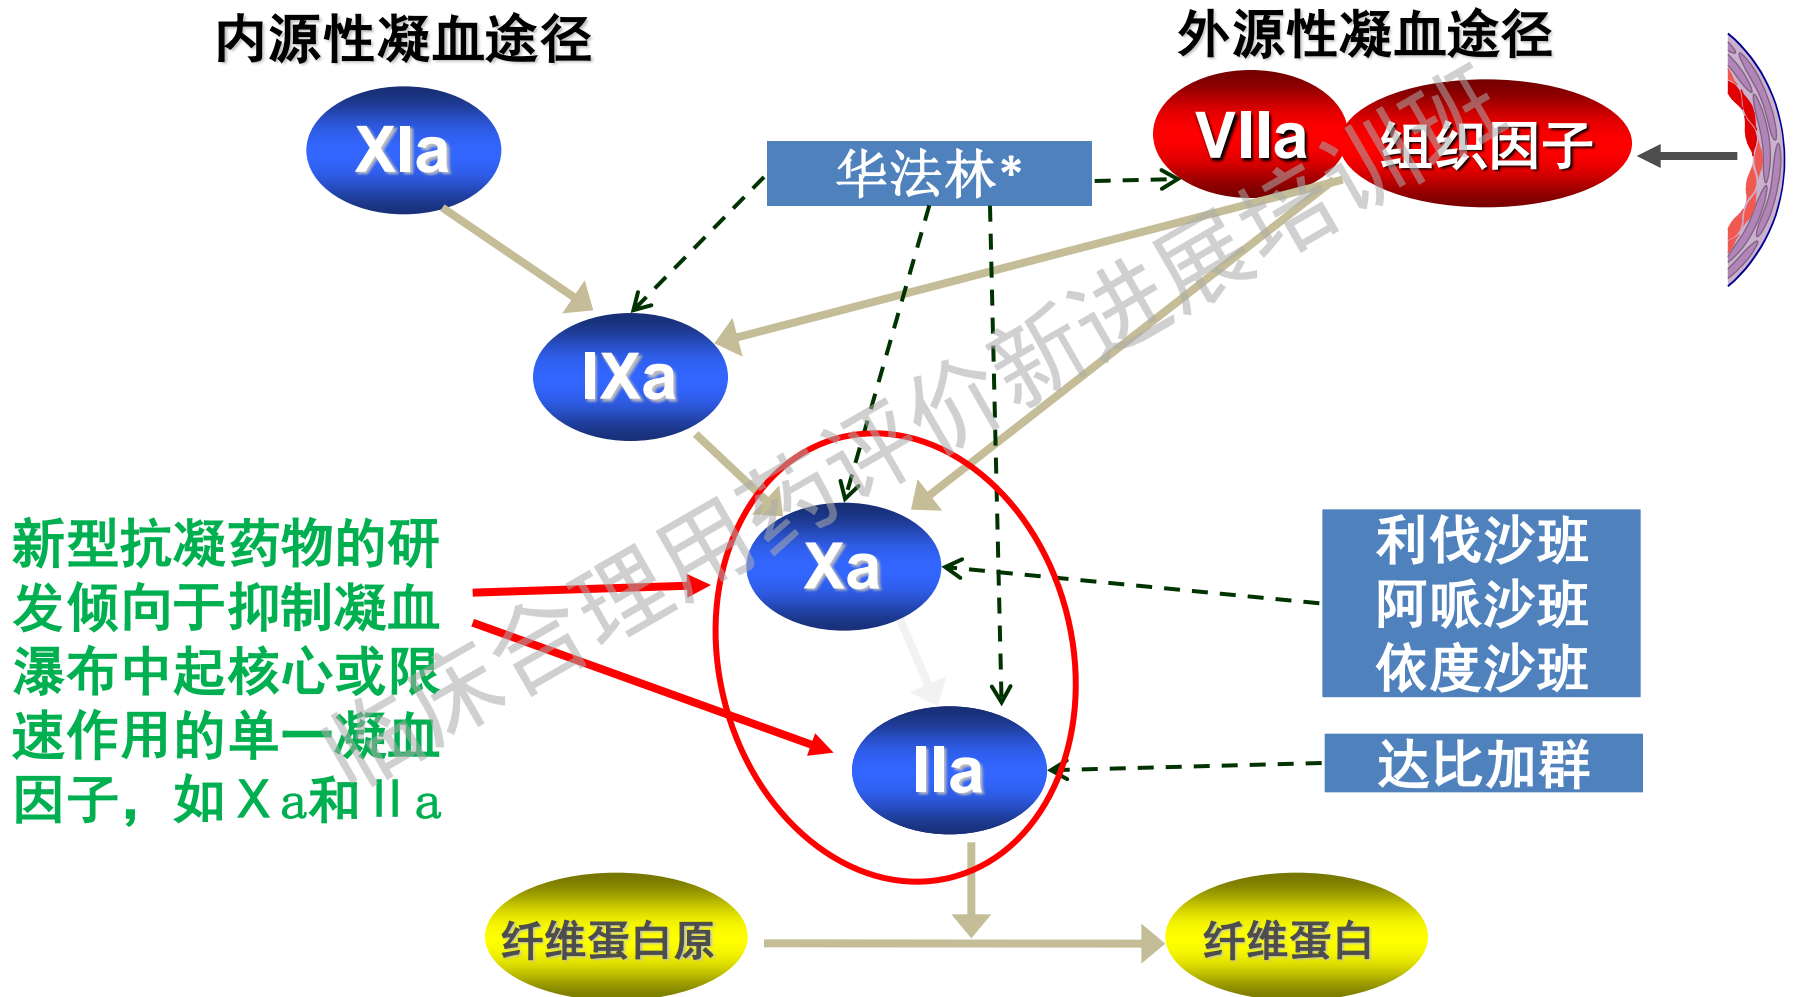 内源性凝血途径
外源性凝血途径
XIa
VIIa
组织因子
华法林*
IXa
新型抗凝药物的研
发倾向于抑制凝血
瀑布中起核心或限
速作用的单一凝血
因子，如Ｘa和ＩＩa
Xa
利伐沙班
阿哌沙班
依度沙班
IIa
达比加群
纤维蛋白原
纤维蛋白
临床合理用药评价新进展培训班